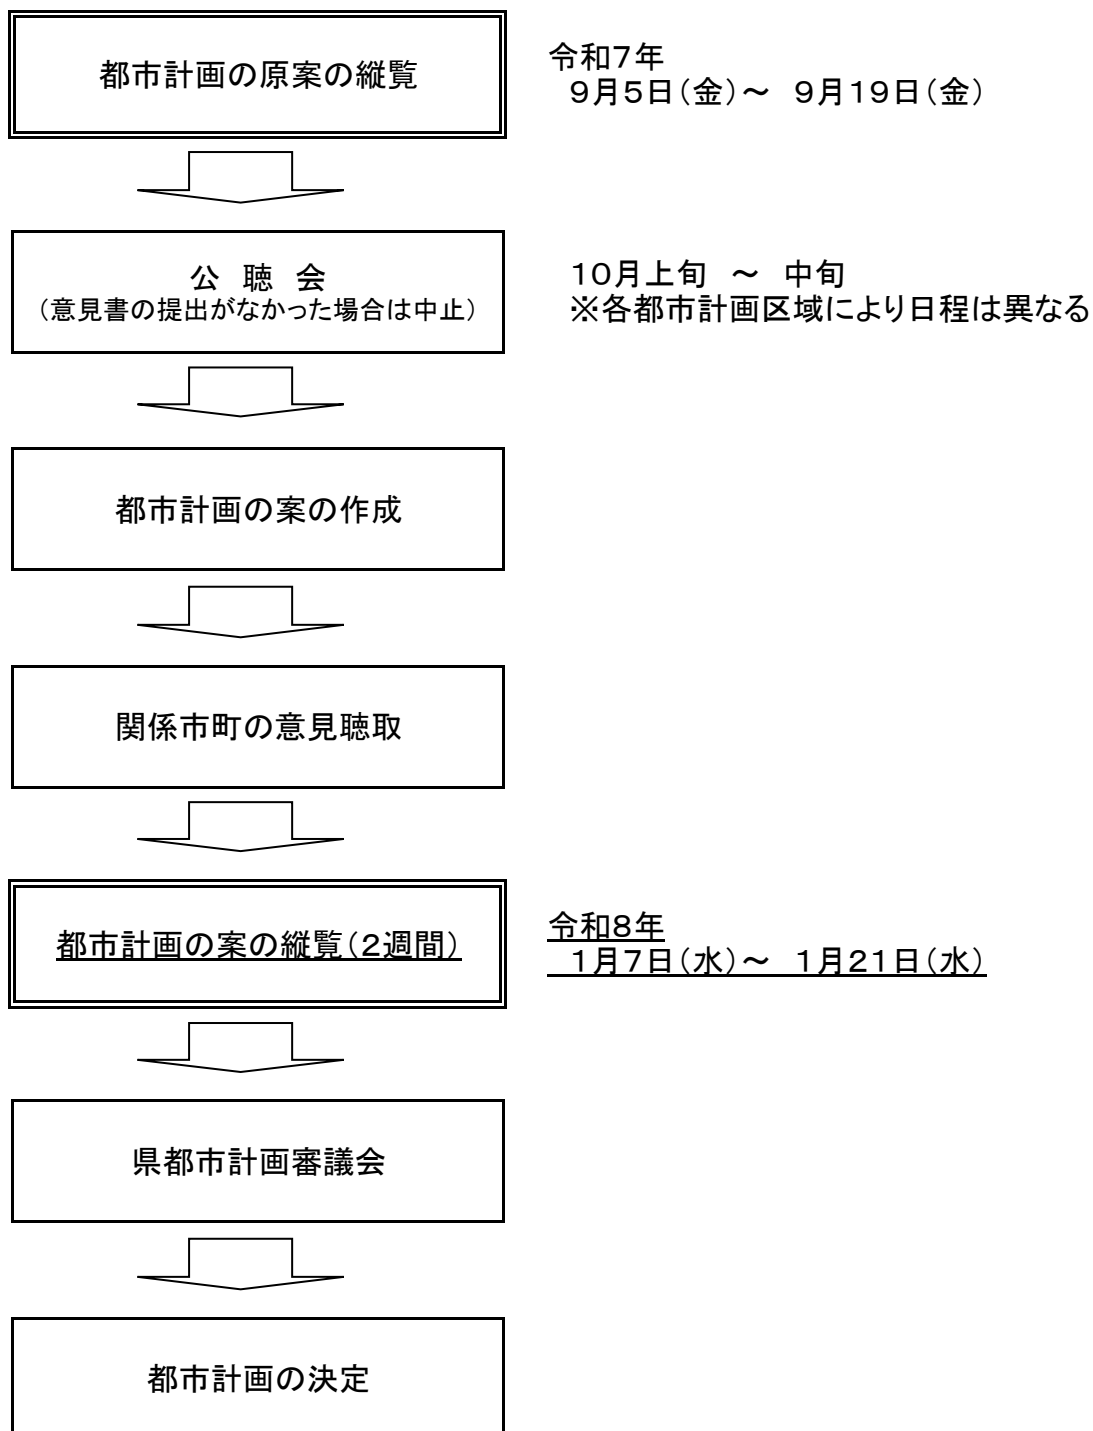 都市計画の原案の縦覧
令和7年
9月5日(金)～ 9月19日(金)
公 聴 会
(意見書の提出がなかった場合は中止)
10月上旬 ～ 中旬
※各都市計画区域により日程は異なる
都市計画の案の作成
関係市町の意見聴取
都市計画の案の縦覧(2週間)
令和8年
1月7日(水)～ 1月21日(水)
県都市計画審議会
都市計画の決定